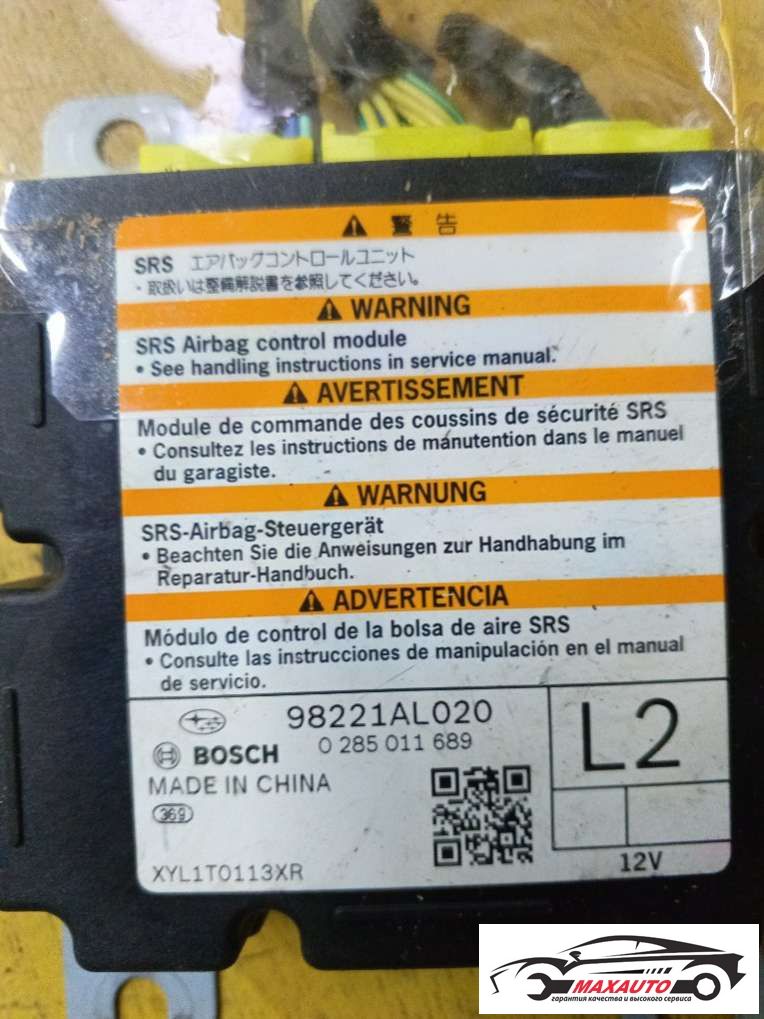 ⚠ 警 告
SRS エアバッグコントロールユニット
・取扱いは整備解説書を参照してください。
⚠ WARNING
SRS Airbag control module
• See handling instructions in service manual.
⚠ AVERTISSEMENT
Module de commande des coussins de sécurité SRS
• Consultez les instructions de manutention dans le manuel
du garagiste.
⚠ WARNUNG
SRS-Airbag-Steuergerät
• Beachten Sie die Anweisungen zur Handhabung im
Reparatur-Handbuch.
⚠ ADVERTENCIA
Módulo de control de la bolsa de aire SRS
• Consulte las instrucciones de manipulación en el manual
de servicio.
98221AL020
0 285 011 689
BOSCH
MADE IN CHINA
369
XYL1T0113XR
L2
12V
MAXAUTO
гарантия качества и высокого сервиса